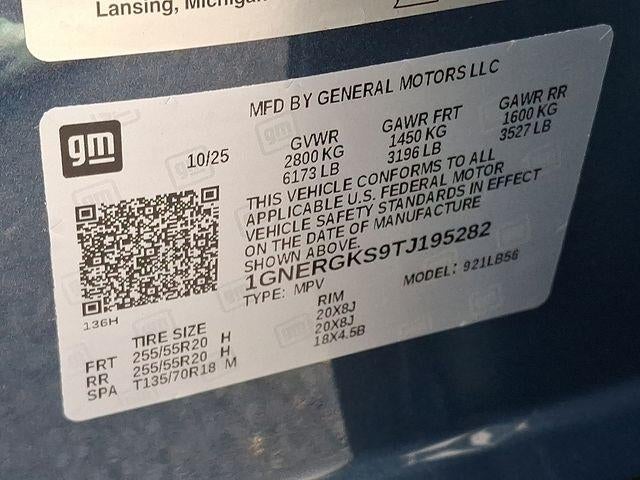 Lansing, Michigan
MFD BY GENERAL MOTORS LLC
gm
10/25
GVWR
2800 KG
6173 LB
GAWR FRT
1450 KG
3196 LB
GAWR RR
1600 KG
3527 LB
THIS VEHICLE CONFORMS TO ALL
APPLICABLE U.S. FEDERAL MOTOR
VEHICLE SAFETY STANDARDS IN EFFECT
ON THE DATE OF MANUFACTURE
SHOWN ABOVE.
1GNERGKS9TJ195282
TYPE: MPV MODEL: 921LB56
136H
TIRE SIZE RIM
FRT 255/55R20 H 20X8J
RR 255/55R20 H 20X8J
SPA T135/70R18 M 18X4.5B